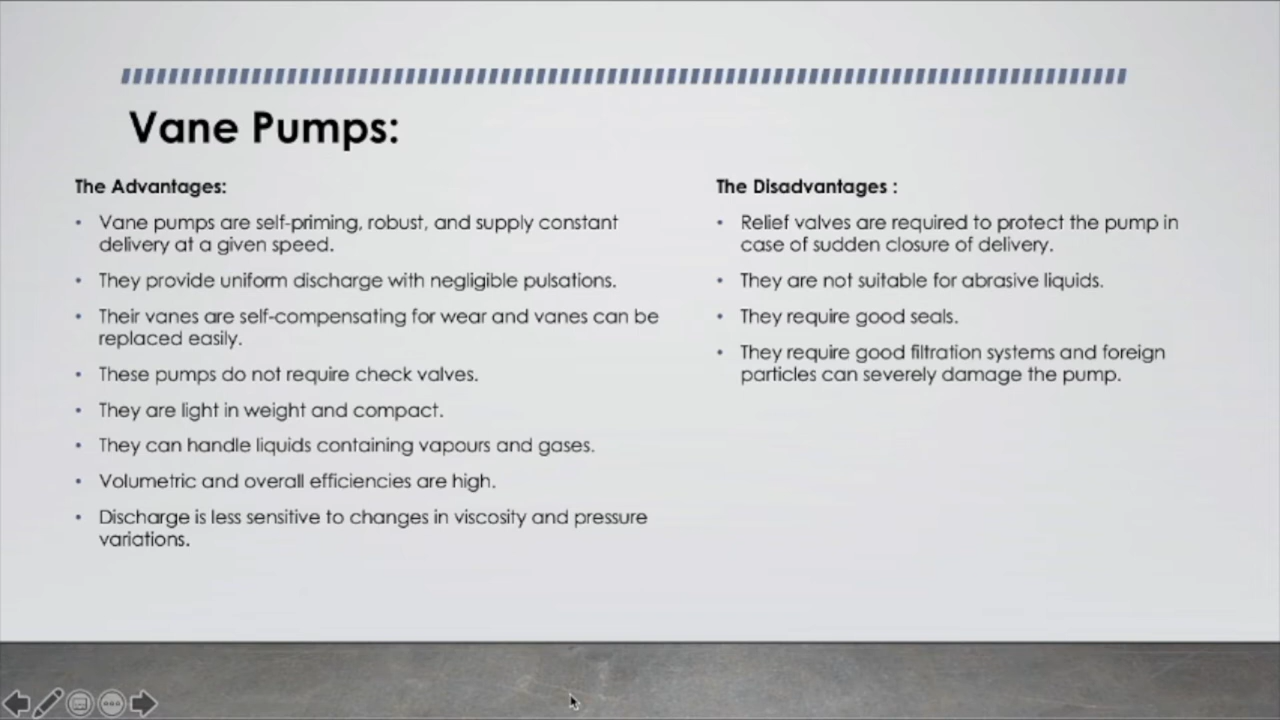 Vane Pumps:
The Advantages:
Vane pumps are self-priming, robust, and supply constant
delivery at a given speed.
They provide uniform discharge with negligible pulsations.
Their vanes are self-compensating for wear and vanes can be
replaced easily.
These pumps do not require check valves.
They are light in weight and compact.
They can handle liquids containing vapours and gases.
Volumetric and overall efficiencies are high.
Discharge is less sensitive to changes in viscosity and pressure
variations.
The Disadvantages :
Relief valves are required to protect the pump in
case of sudden closure of delivery.
They are not suitable for abrasive liquids.
They require good seals.
They require good filtration systems and foreign
particles can severely damage the pump.